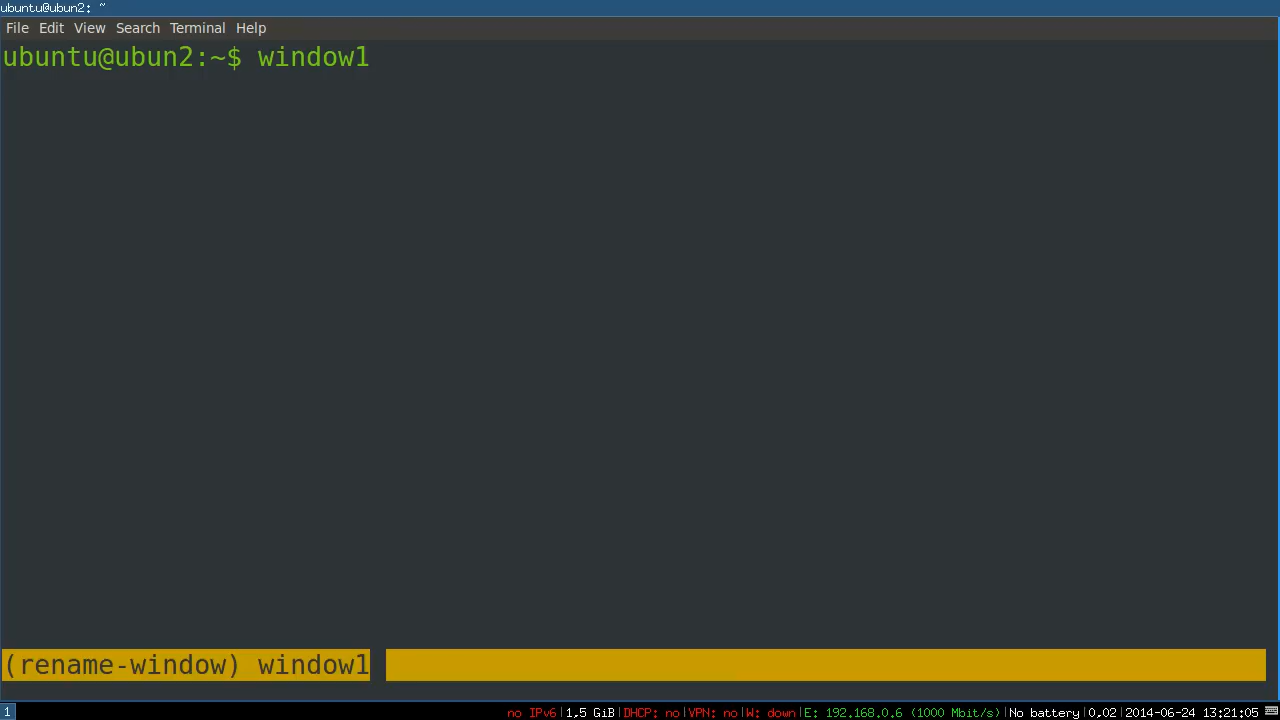 ubuntu@ubun2: ~
File Edit View Search Terminal Help
ubuntu@ubun2:~$ window1
(rename-window) window1
1 no IPv6|1,5 GiB|DHCP: no|VPN: no|W: down|E: 192.168.0.6 (1000 Mbit/s)|No battery|0.02|2014-06-24 13:21:05